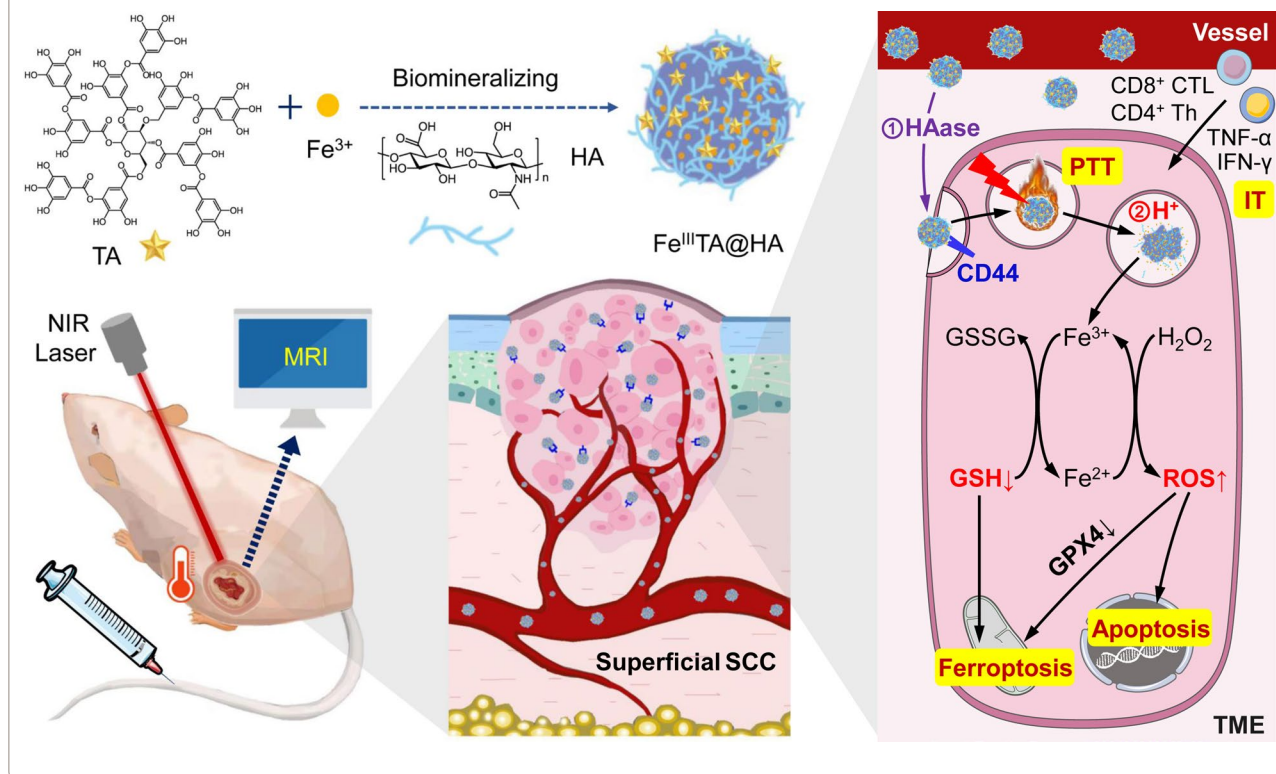 TA
+
Fe³⁺
Biomineralizing
HA
n
FeᴵᴵᴵTA@HA
NIR
Laser
MRI
Superficial SCC
Vessel
CD8⁺ CTL
CD4⁺ Th
TNF-α
IFN-γ
IT
①HAase
PTT
②H⁺
CD44
GSSG
Fe³⁺
H₂O₂
GSH↓
Fe²⁺
ROS↑
GPX4↓
Apoptosis
Ferroptosis
TME